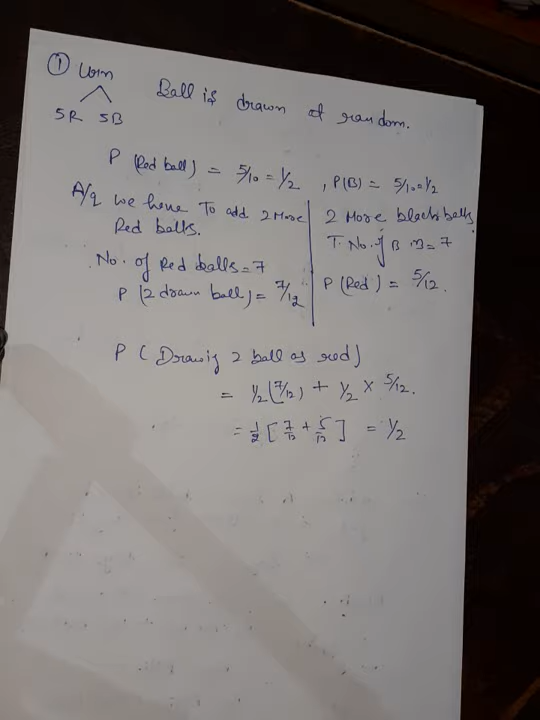 ① Urn Ball is drawn at random.
5R 5B
P (Red ball) = 5/10 = 1/2 , P(B) = 5/10 = 1/2
A/q we have To add 2 More
Red balls.
No. of Red balls = 7
P (2 drawn ball) = 7/12
2 More black balls.
T. No. of B = 7
P (Red) = 5/12.
P ( Drawig 2 ball as red)
= 1/2 (7/12) + 1/2 x 5/12.
= 1/2 [ 7/12 + 5/12 ] = 1/2